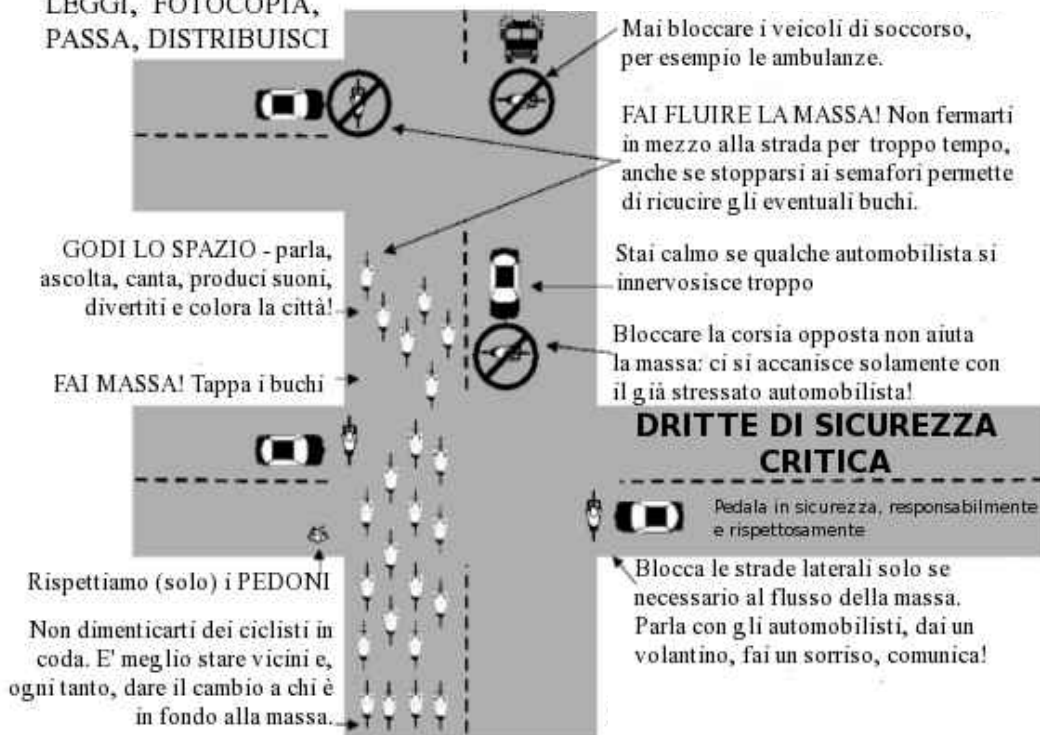 LEGGI, FOTOCOPIA,
PASSA, DISTRIBUISCI
Mai bloccare i veicoli di soccorso,
per esempio le ambulanze.
FAI FLUIRE LA MASSA! Non fermarti
in mezzo alla strada per troppo tempo,
anche se stopparsi ai semafori permette
di ricucire gli eventuali buchi.
GODI LO SPAZIO - parla,
ascolta, canta, produci suoni,
divertiti e colora la città!
Stai calmo se qualche automobilista si
innervosisce troppo
Bloccare la corsia opposta non aiuta
la massa: ci si accanisce solamente con
il già stressato automobilista!
FAI MASSA! Tappa i buchi
DRITTE DI SICUREZZA
CRITICA
Pedala in sicurezza, responsabilmente
e rispettosamente
Rispettiamo (solo) i PEDONI
Blocca le strade laterali solo se
necessario al flusso della massa.
Parla con gli automobilisti, dai un
volantino, fai un sorriso, comunica!
Non dimenticarti dei ciclisti in
coda. E' meglio stare vicini e,
ogni tanto, dare il cambio a chi è
in fondo alla massa.